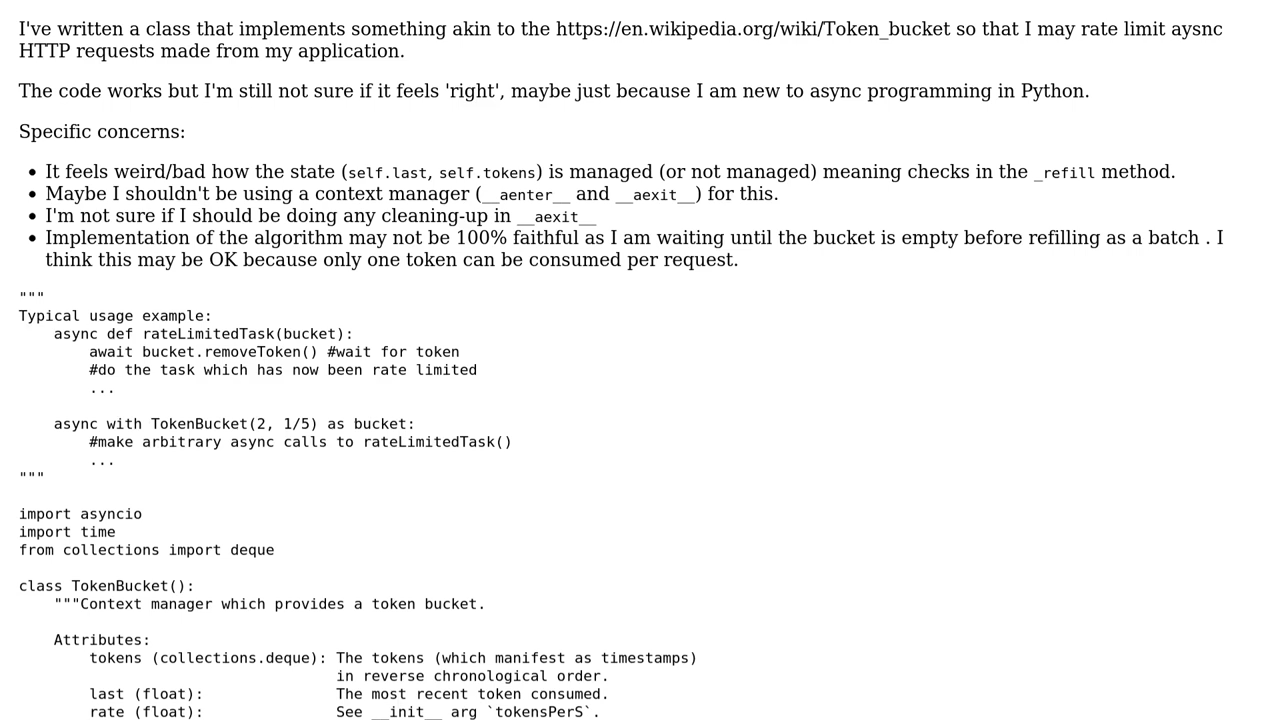 I've written a class that implements something akin to the https://en.wikipedia.org/wiki/Token_bucket so that I may rate limit aysnc
HTTP requests made from my application.
The code works but I'm still not sure if it feels 'right', maybe just because I am new to async programming in Python.
Specific concerns:
• It feels weird/bad how the state (self.last, self.tokens) is managed (or not managed) meaning checks in the _refill method.
• Maybe I shouldn't be using a context manager (__aenter__ and __aexit__) for this.
• I'm not sure if I should be doing any cleaning-up in __aexit__
• Implementation of the algorithm may not be 100% faithful as I am waiting until the bucket is empty before refilling as a batch . I
think this may be OK because only one token can be consumed per request.
"""
Typical usage example:
    async def rateLimitedTask(bucket):
        await bucket.removeToken() #wait for token
        #do the task which has now been rate limited
        ...
    async with TokenBucket(2, 1/5) as bucket:
        #make arbitrary async calls to rateLimitedTask()
        ...
"""
import asyncio
import time
from collections import deque
class TokenBucket():
    """Context manager which provides a token bucket.
    Attributes:
        tokens (collections.deque): The tokens (which manifest as timestamps)
                                    in reverse chronological order.
        last (float):               The most recent token consumed.
        rate (float):               See __init__ arg `tokensPerS`.